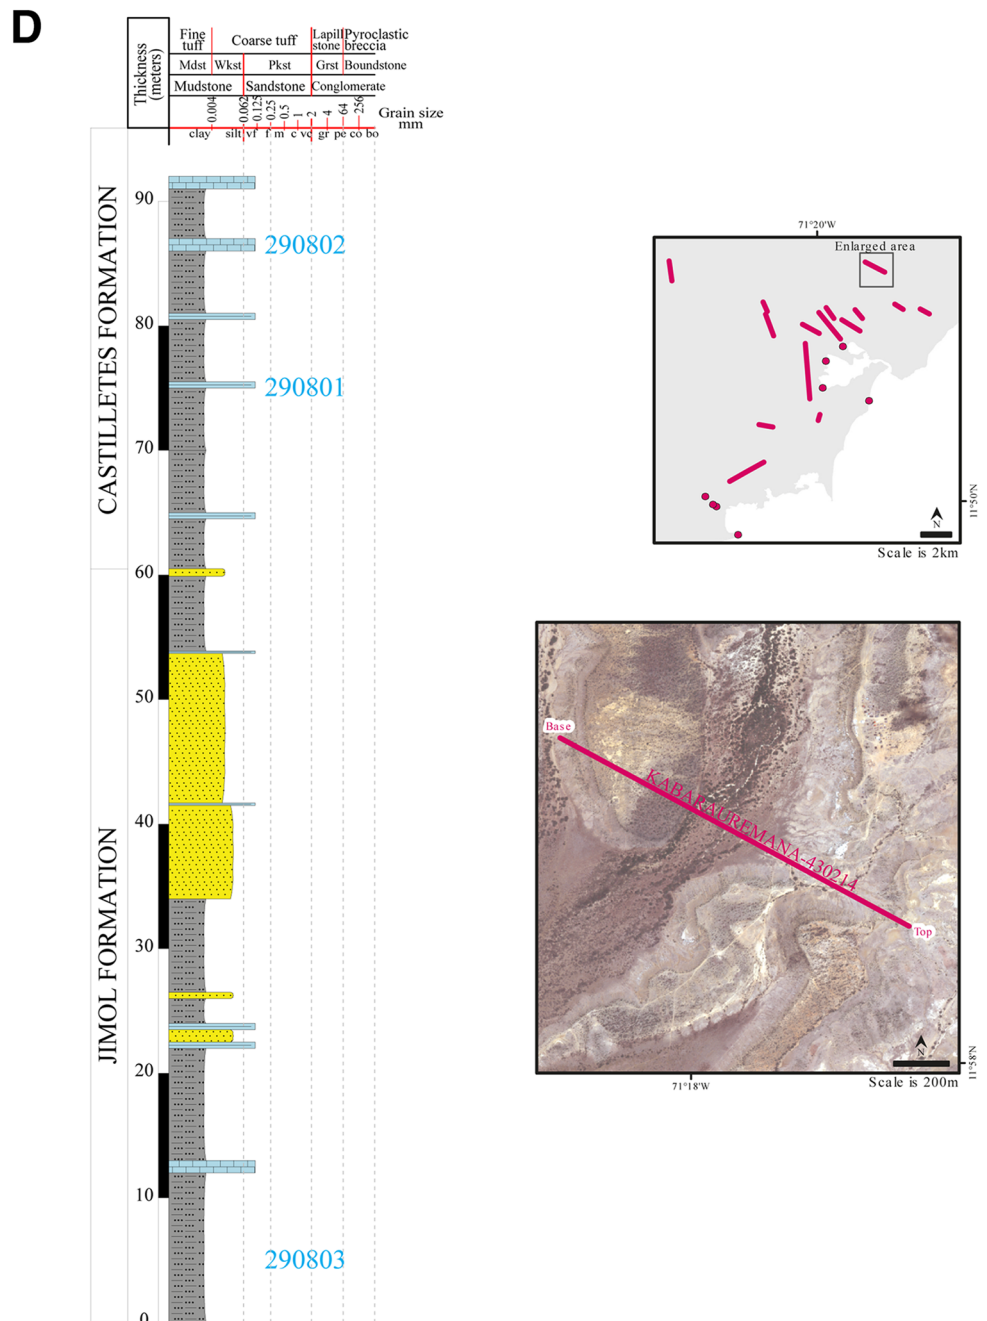 D
Thickness
(meters)
Fine
tuff
Coarse tuff
Lapill
stone
Pyroclastic
breccia
Mdst
Wkst
Pkst
Grst
Boundstone
Mudstone
Sandstone
Conglomerate
0.004
0.062
0.125
0.25
0.5
1
2
4
64
256
Grain size
mm
clay
silt
vf
f
m
c
vc
gr
pe
co
bo
CASTILLETES FORMATION
JIMOL FORMATION
90
80
70
60
50
40
30
20
10
0
290802
290801
290803
71°20'W
Enlarged area
11°50'N
N
Scale is 2km
Base
KABARAUREMANA-430214
Top
N
11°58'N
71°18'W
Scale is 200m